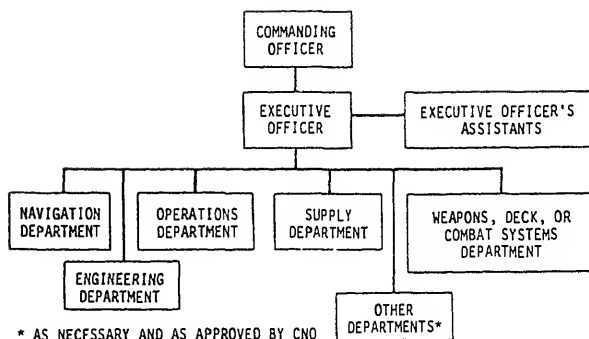 COMMANDING
OFFICER
EXECUTIVE
OFFICER
EXECUTIVE OFFICER'S
ASSISTANTS
NAVIGATION
DEPARTMENT
OPERATIONS
DEPARTMENT
SUPPLY
DEPARTMENT
WEAPONS, DECK, OR
COMBAT SYSTEMS
DEPARTMENT
ENGINEERING
DEPARTMENT
OTHER
DEPARTMENTS*
* AS NECESSARY AND AS APPROVED BY CNO